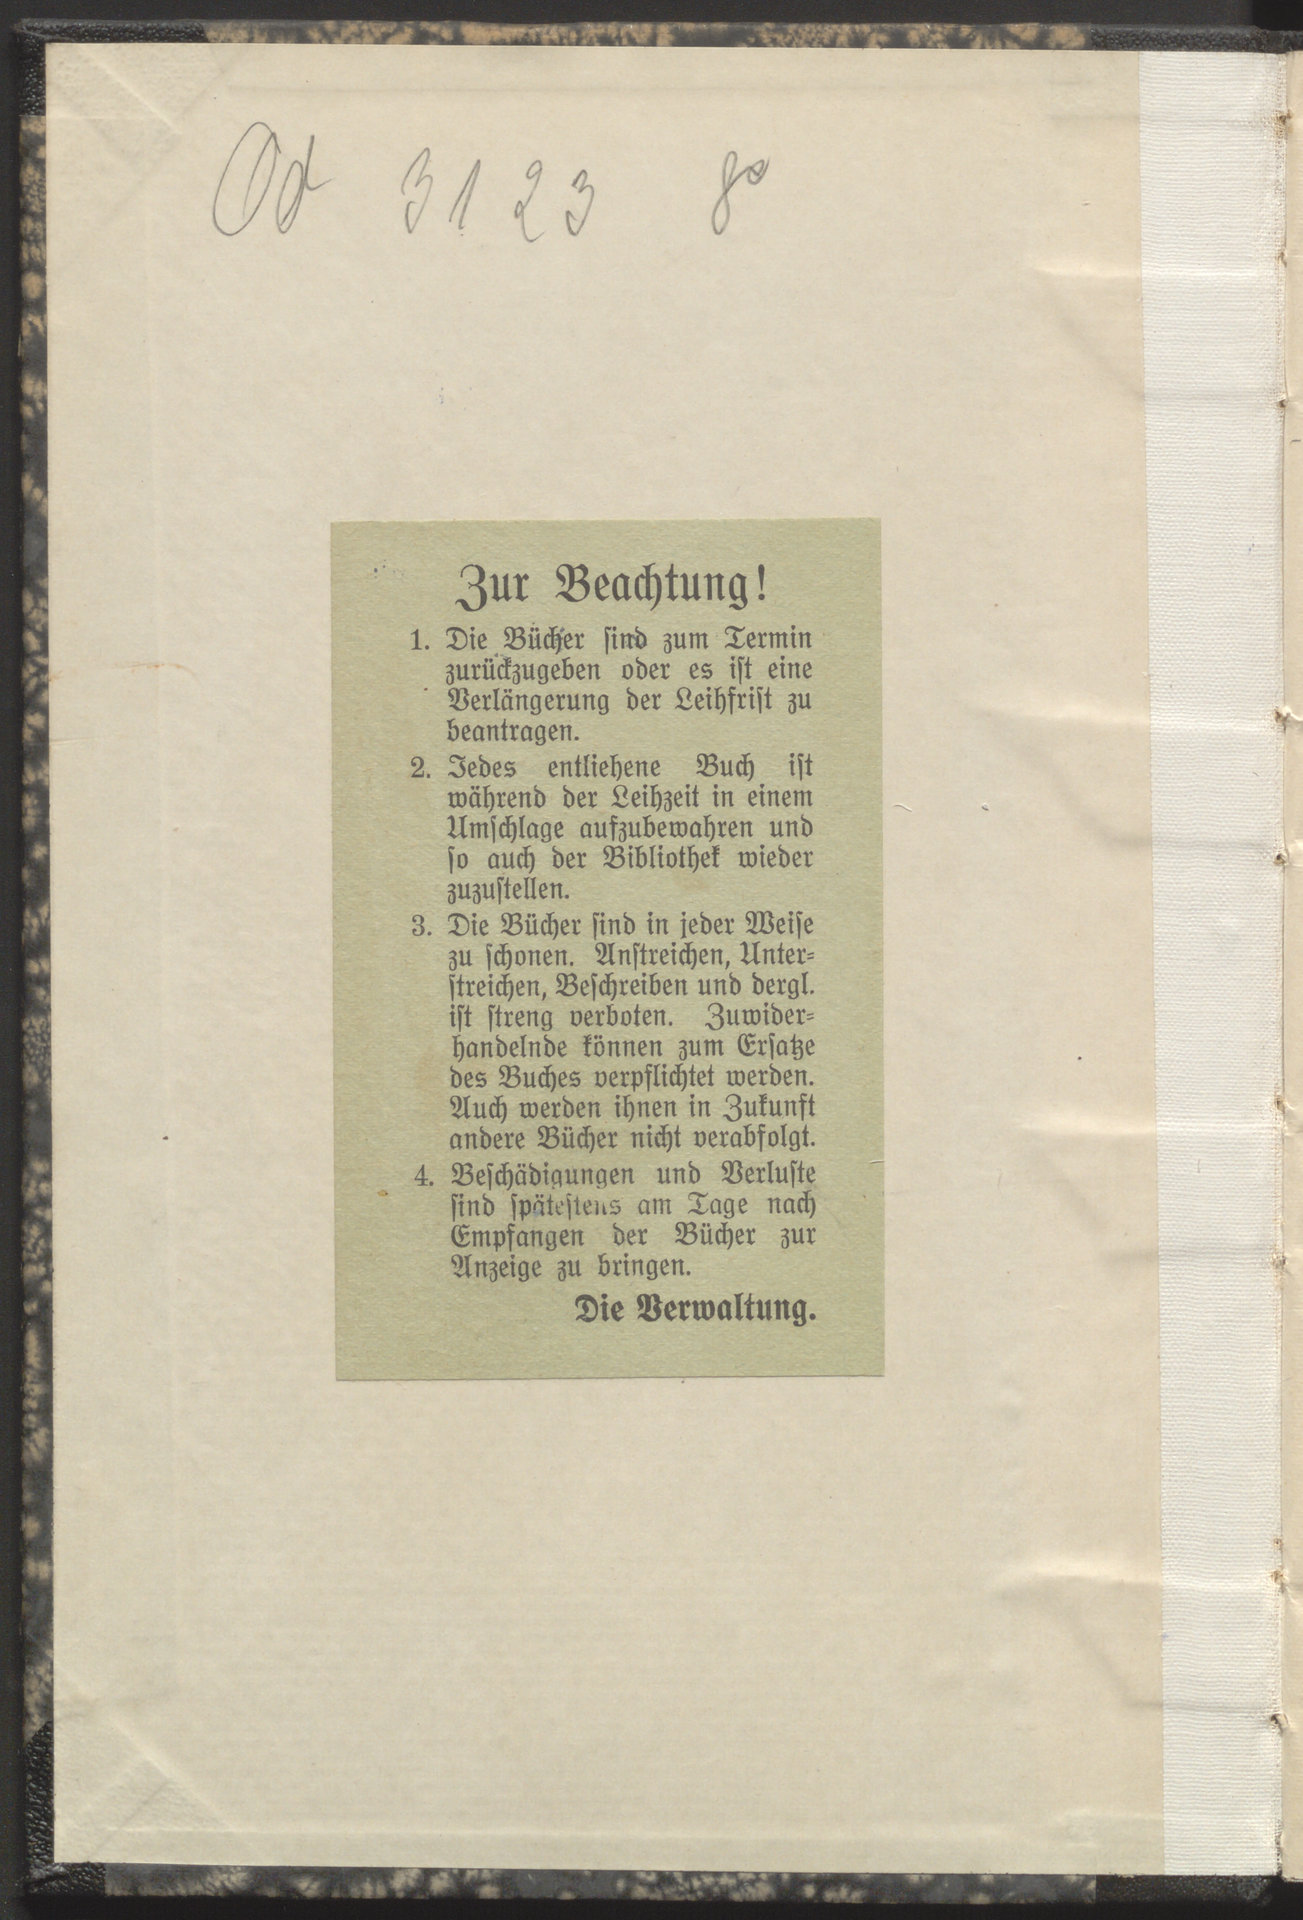 Od 3123 8°
Zur Beachtung!
1. Die Bücher sind zum Termin
zurückzugeben oder es ist eine
Verlängerung der Leihfrist zu
beantragen.
2. Jedes entliehene Buch ist
während der Leihzeit in einem
Umschlage aufzubewahren und
so auch der Bibliothek wieder
zuzustellen.
3. Die Bücher sind in jeder Weise
zu schonen. Anstreichen, Unter-
streichen, Beschreiben und dergl.
ist streng verboten. Zuwider-
handelnde können zum Ersatze
des Buches verpflichtet werden.
Auch werden ihnen in Zukunft
andere Bücher nicht verabfolgt.
4. Beschädigungen und Verluste
sind spätestens am Tage nach
Empfangen der Bücher zur
Anzeige zu bringen.
Die Verwaltung.